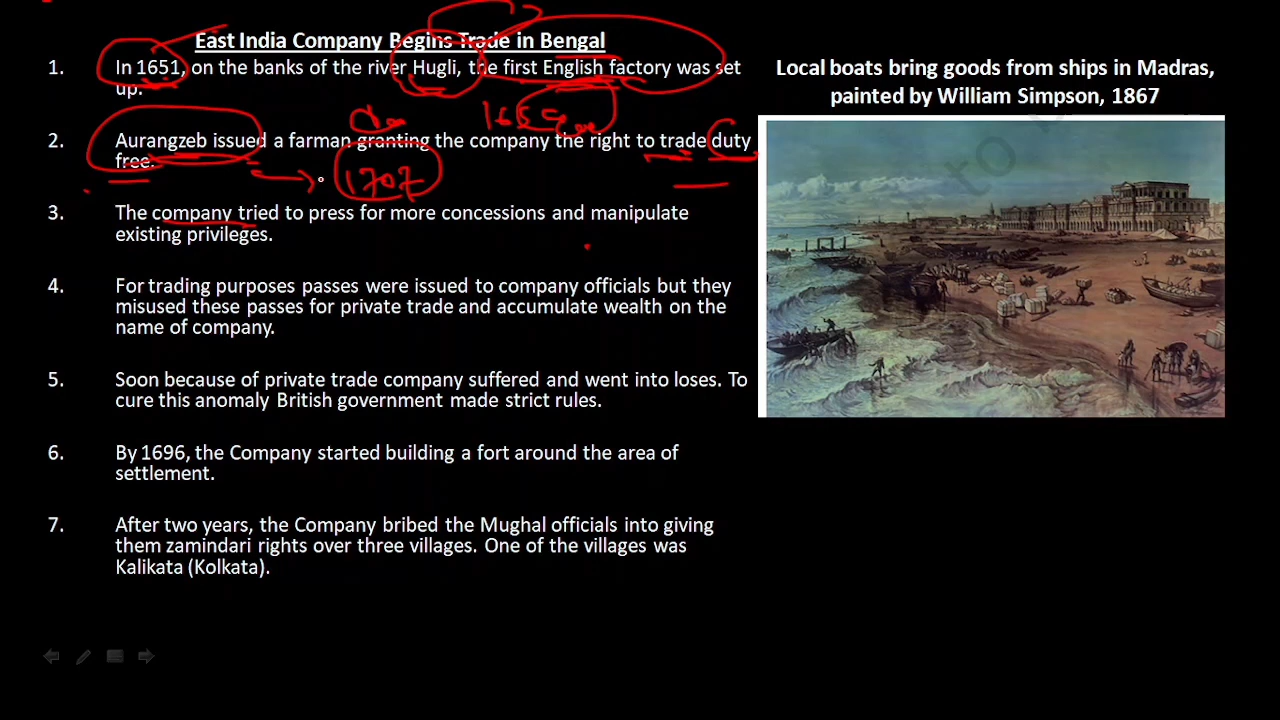 East India Company Begins Trade in Bengal
1. In 1651, on the banks of the river Hugli, the first English factory was set
up.
2. Aurangzeb issued a farman granting the company the right to trade duty
free.
1707
3. The company tried to press for more concessions and manipulate
existing privileges.
4. For trading purposes passes were issued to company officials but they
misused these passes for private trade and accumulate wealth on the
name of company.
5. Soon because of private trade company suffered and went into loses. To
cure this anomaly British government made strict rules.
6. By 1696, the Company started building a fort around the area of
settlement.
7. After two years, the Company bribed the Mughal officials into giving
them zamindari rights over three villages. One of the villages was
Kalikata (Kolkata).
Local boats bring goods from ships in Madras,
painted by William Simpson, 1867
to